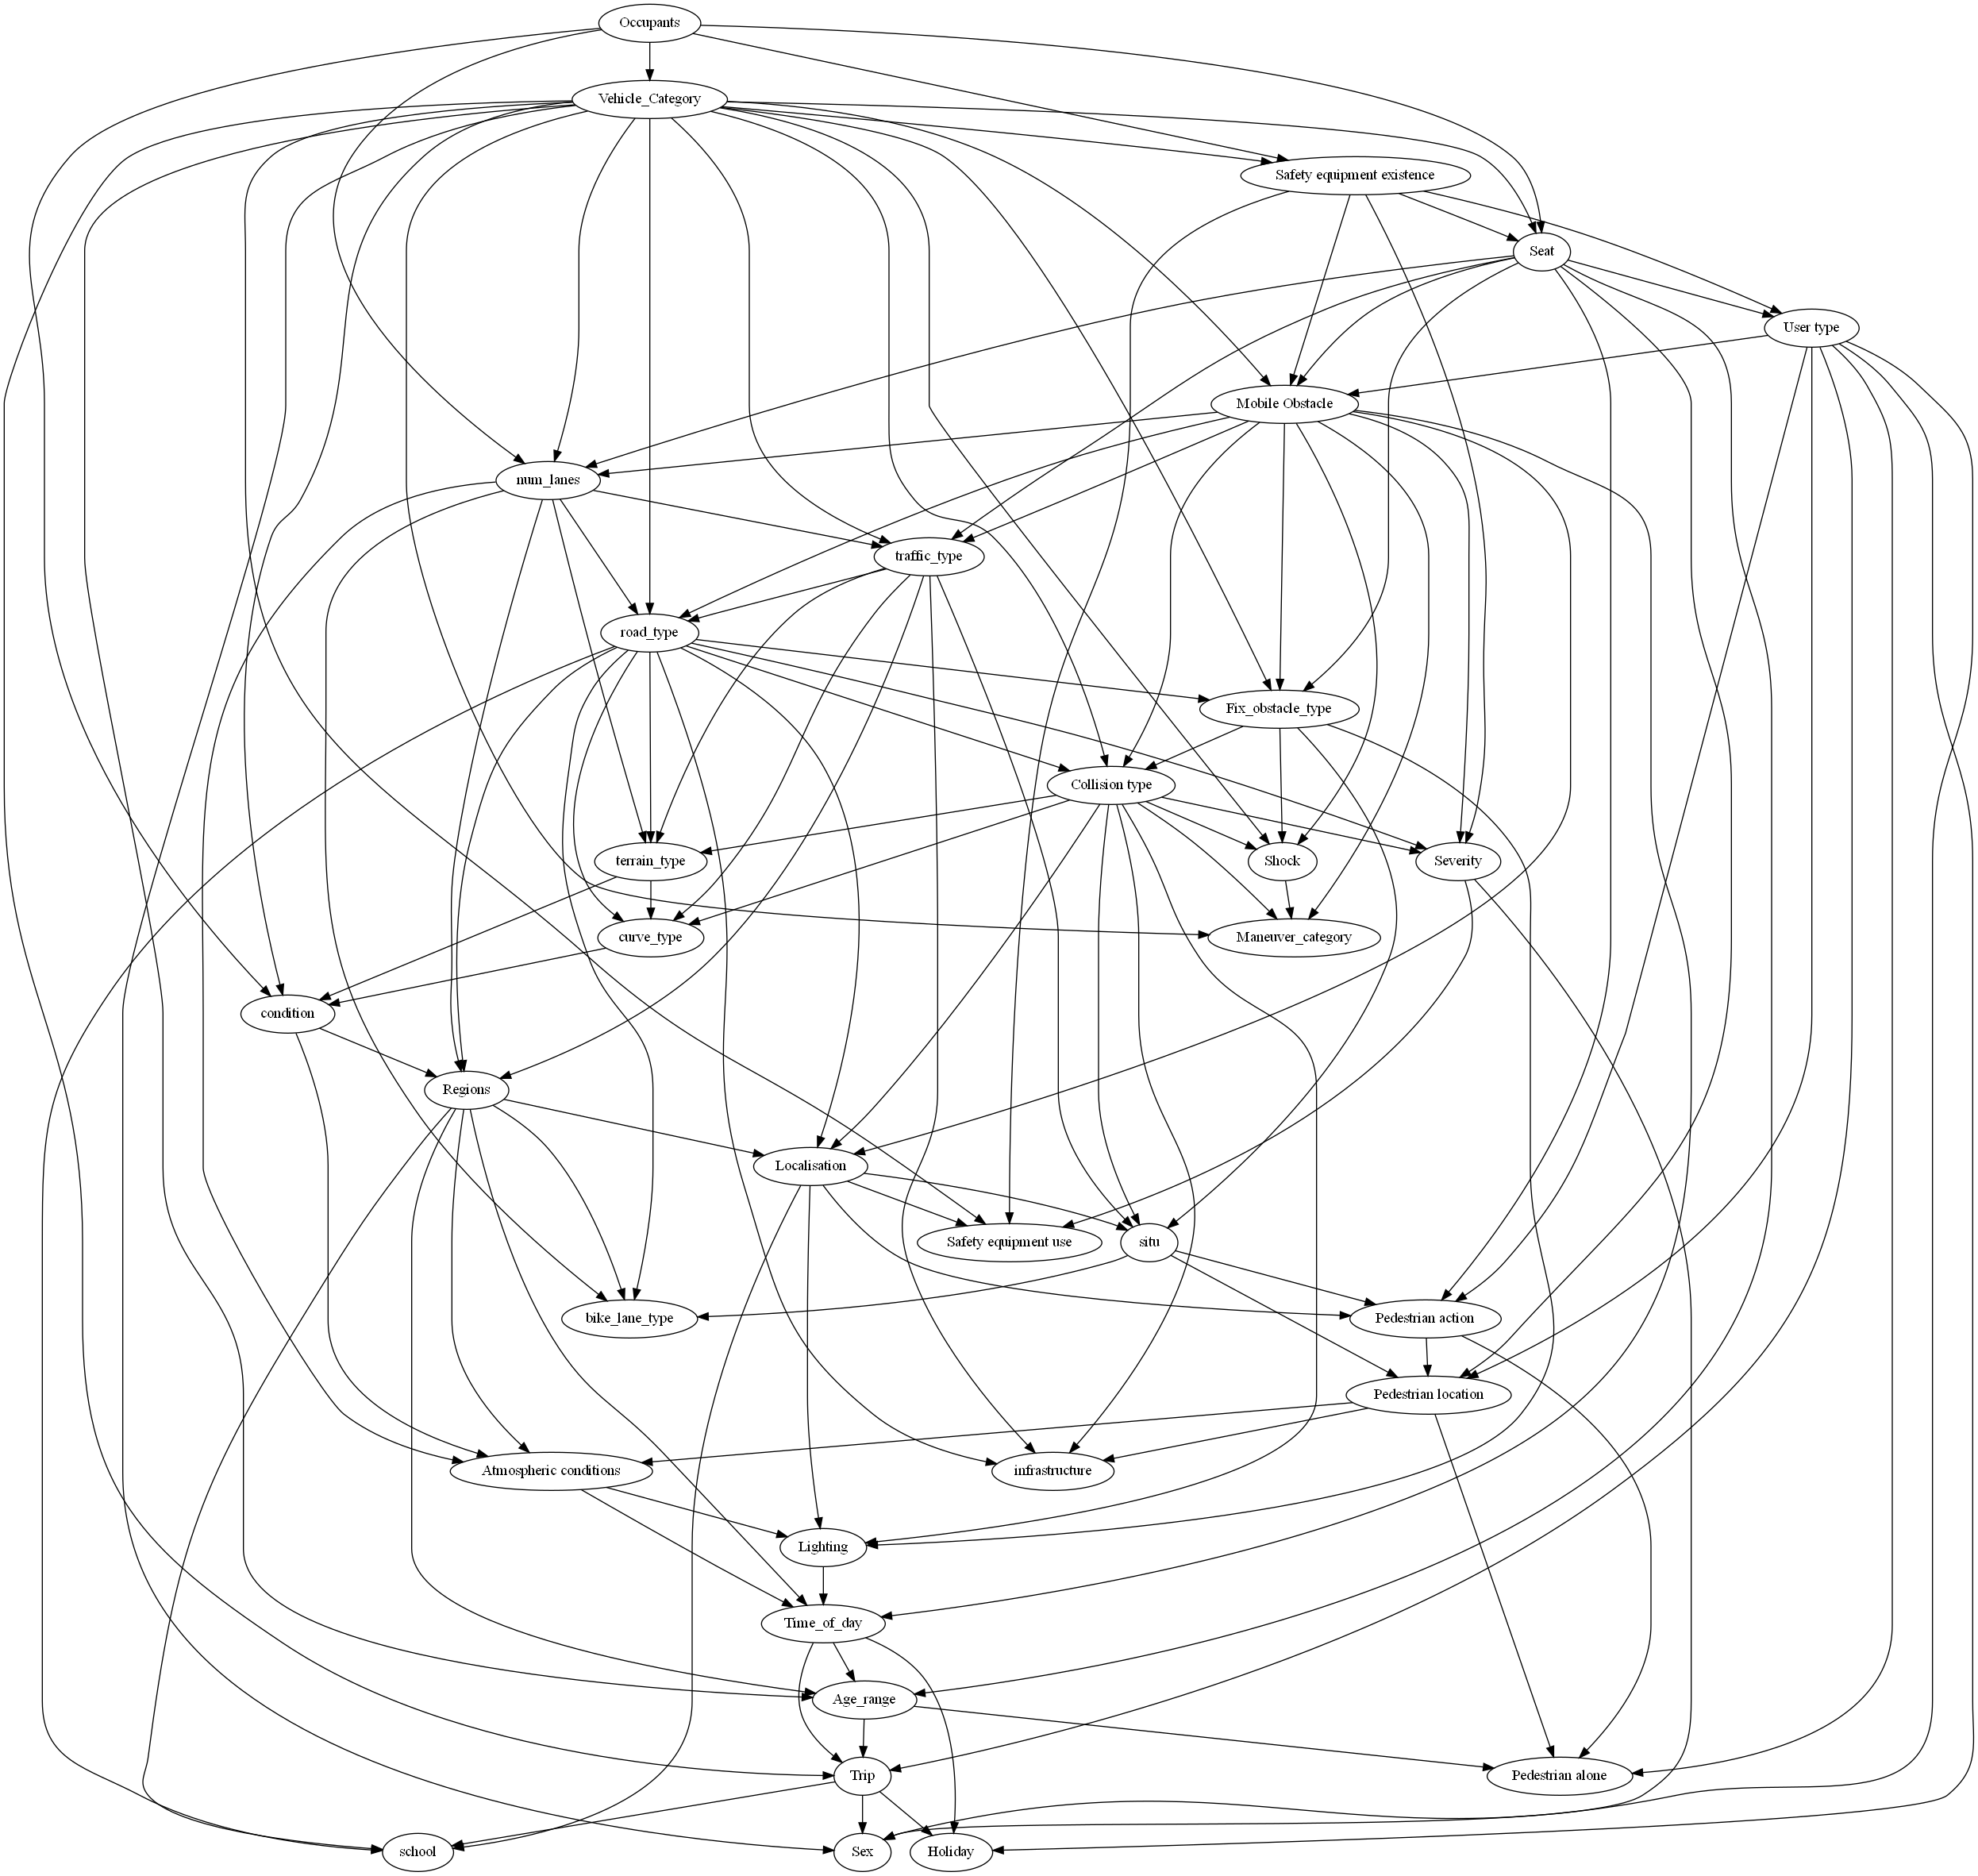 Occupants
Vehicle_Category
Safety equipment existence
Seat
User type
Mobile Obstacle
num_lanes
traffic_type
road_type
Fix_obstacle_type
Collision type
terrain_type
Shock
Severity
curve_type
Maneuver_category
condition
Regions
Localisation
Safety equipment use
situ
bike_lane_type
Pedestrian action
Pedestrian location
Atmospheric conditions
infrastructure
Lighting
Time_of_day
Age_range
Trip
Pedestrian alone
school
Sex
Holiday